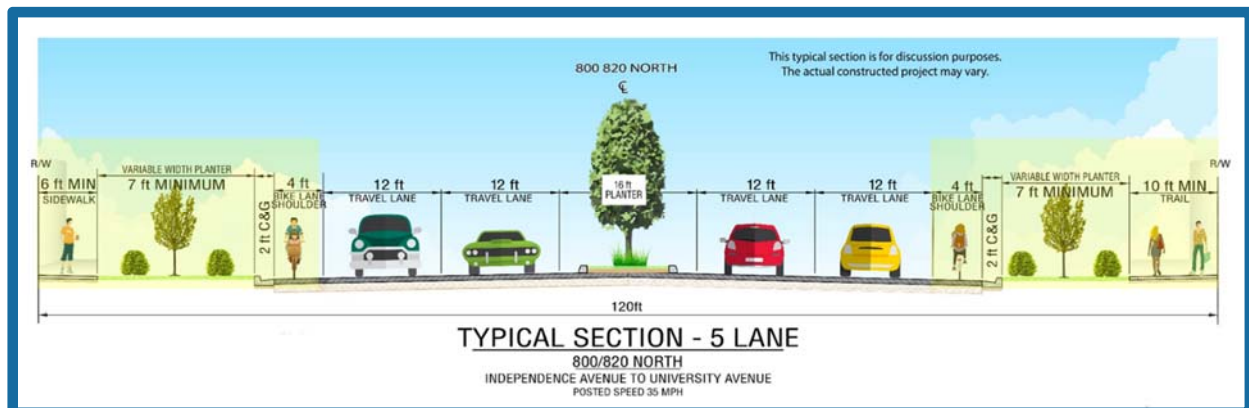 This typical section is for discussion purposes.
The actual constructed project may vary.
800 820 NORTH
℄
R/W
6 ft MIN
SIDEWALK
VARIABLE WIDTH PLANTER
7 ft MINIMUM
2 ft C&G
4 ft
BIKE LANE
SHOULDER
12 ft
TRAVEL LANE
12 ft
TRAVEL LANE
16 ft
PLANTER
12 ft
TRAVEL LANE
12 ft
TRAVEL LANE
4 ft
BIKE LANE
SHOULDER
2 ft C&G
VARIABLE WIDTH PLANTER
7 ft MINIMUM
10 ft MIN
TRAIL
R/W
120ft
TYPICAL SECTION - 5 LANE
800/820 NORTH
INDEPENDENCE AVENUE TO UNIVERSITY AVENUE
POSTED SPEED 35 MPH